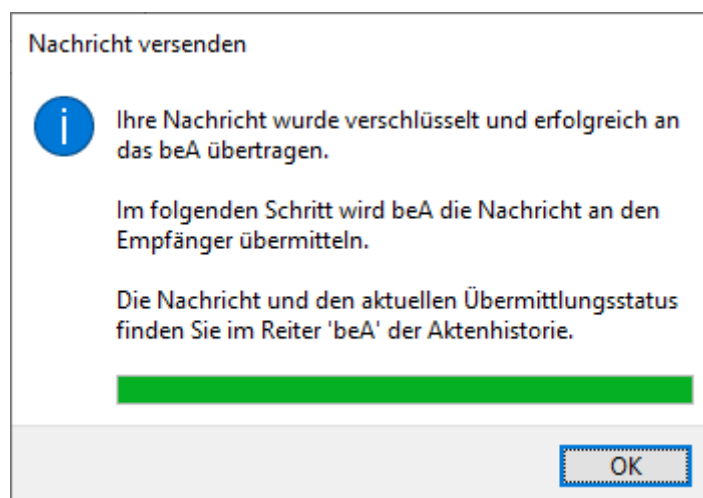 Nachricht versenden
Ihre Nachricht wurde verschlüsselt und erfolgreich an
das beA übertragen.
Im folgenden Schritt wird beA die Nachricht an den
Empfänger übermitteln.
Die Nachricht und den aktuellen Übermittlungsstatus
finden Sie im Reiter 'beA' der Aktenhistorie.
OK